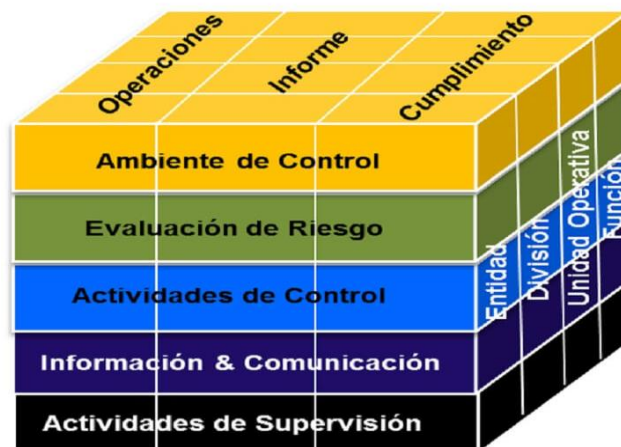 Operaciones
Informe
Cumplimiento
Ambiente de Control
Evaluación de Riesgo
Actividades de Control
Información & Comunicación
Actividades de Supervisión
Entidad
División
Unidad Operativa
Función